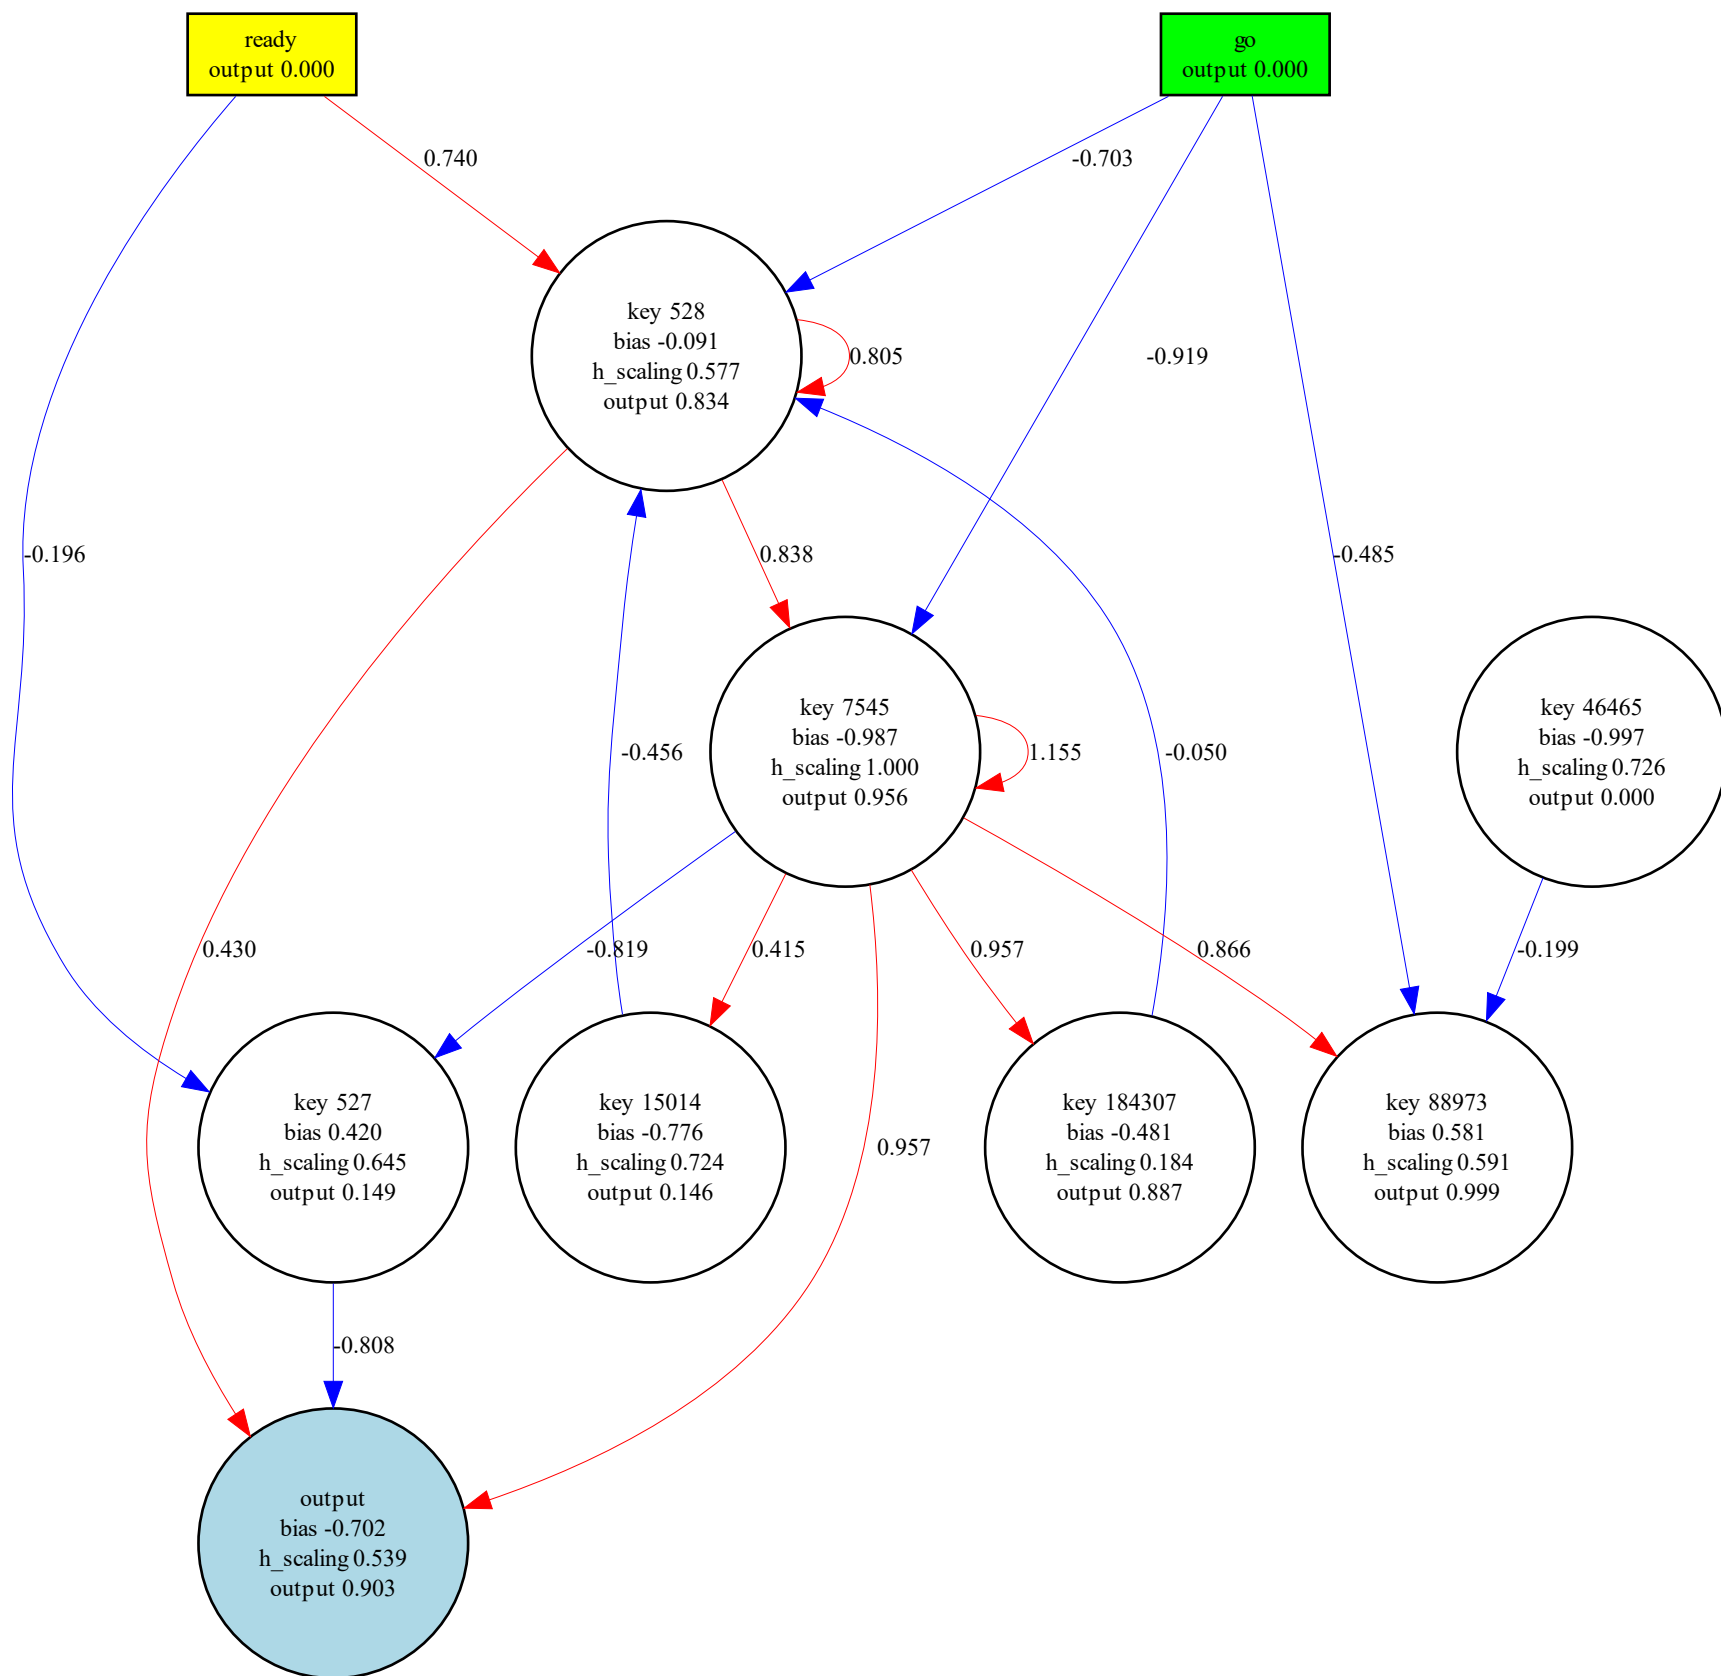 ready
output 0.000
go
output 0.000
0.740
-0.703
key 528
bias -0.091
h_scaling 0.577
output 0.834
0.805
-0.919
-0.196
0.838
-0.485
key 7545
bias -0.987
h_scaling 1.000
output 0.956
-0.456
1.155
-0.050
key 46465
bias -0.997
h_scaling 0.726
output 0.000
0.430
-0.819
0.415
0.957
0.866
-0.199
key 527
bias 0.420
h_scaling 0.645
output 0.149
key 15014
bias -0.776
h_scaling 0.724
output 0.146
0.957
key 184307
bias -0.481
h_scaling 0.184
output 0.887
key 88973
bias 0.581
h_scaling 0.591
output 0.999
-0.808
output
bias -0.702
h_scaling 0.539
output 0.903